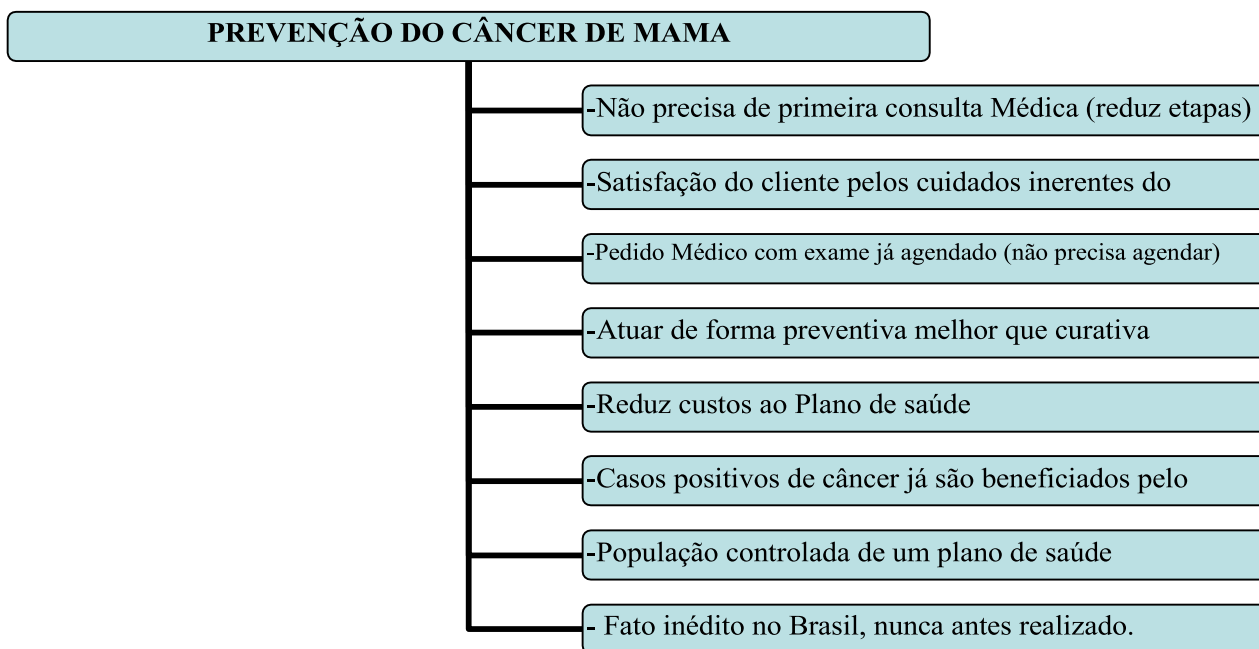 PREVENÇÃO DO CÂNCER DE MAMA
-Não precisa de primeira consulta Médica (reduz etapas)
-Satisfação do cliente pelos cuidados inerentes do
-Pedido Médico com exame já agendado (não precisa agendar)
-Atuar de forma preventiva melhor que curativa
-Reduz custos ao Plano de saúde
-Casos positivos de câncer já são beneficiados pelo
-População controlada de um plano de saúde
- Fato inédito no Brasil, nunca antes realizado.